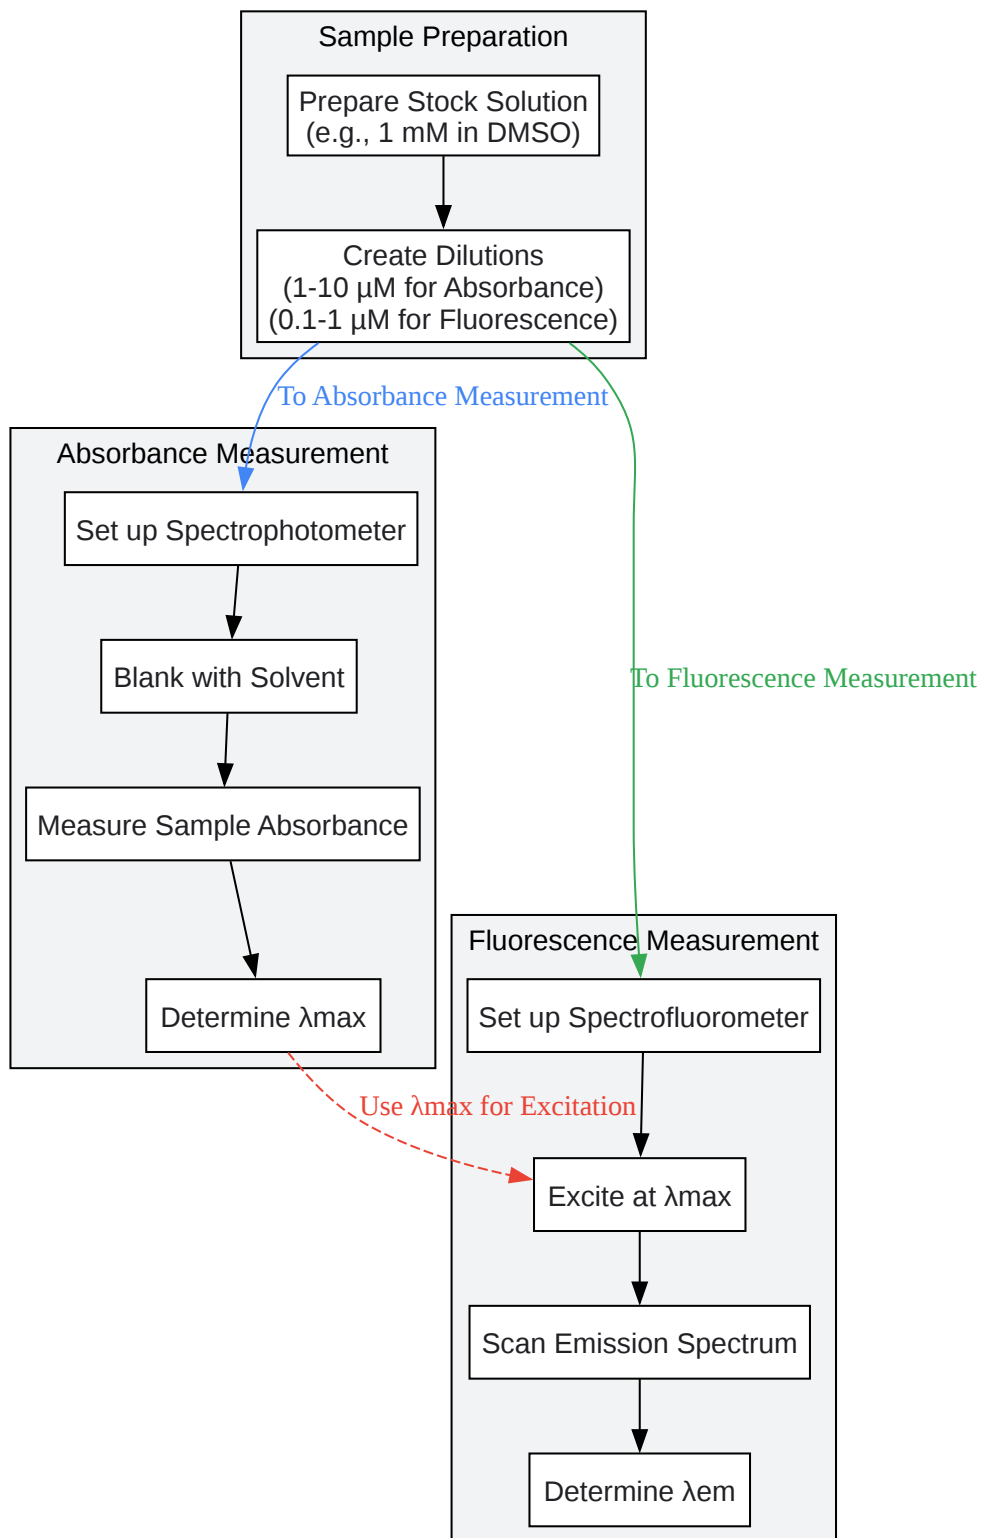 Sample Preparation
Prepare Stock Solution
(e.g., 1 mM in DMSO)
Create Dilutions
(1-10 µM for Absorbance)
(0.1-1 µM for Fluorescence)
To Absorbance Measurement
Absorbance Measurement
Set up Spectrophotometer
Blank with Solvent
To Fluorescence Measurement
Measure Sample Absorbance
Determine λmax
Fluorescence Measurement
Set up Spectrofluorometer
Use λmax for Excitation
Excite at λmax
Scan Emission Spectrum
Determine λem